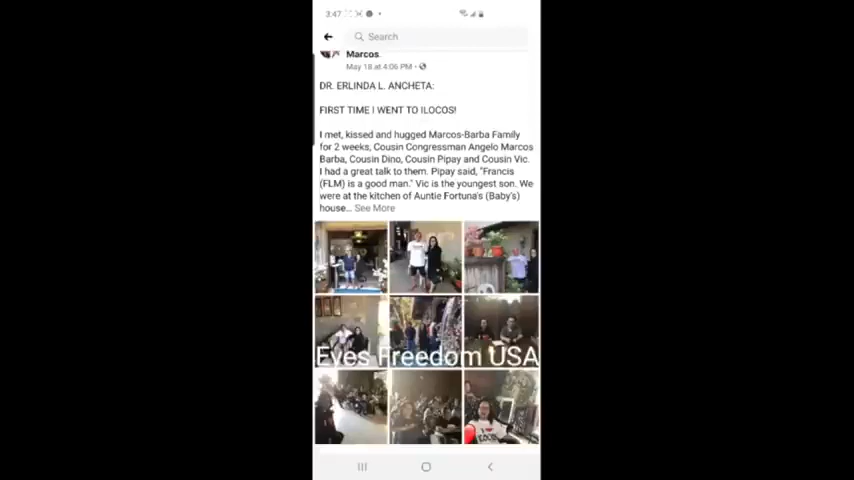 3:47
Search
Marcos.
May 18 at 4:06 PM •
DR. ERLINDA L. ANCHETA:
FIRST TIME I WENT TO ILOCOS!
I met, kissed and hugged Marcos-Barba Family
for 2 weeks, Cousin Congressman Angelo Marcos
Barba, Cousin Dino, Cousin Pipay and Cousin Vic.
I had a great talk to them. Pipay said, "Francis
(FLM) is a good man." Vic is the youngest son. We
were at the kitchen of Auntie Fortuna's (Baby's)
house... See More
Eyes Freedom USA